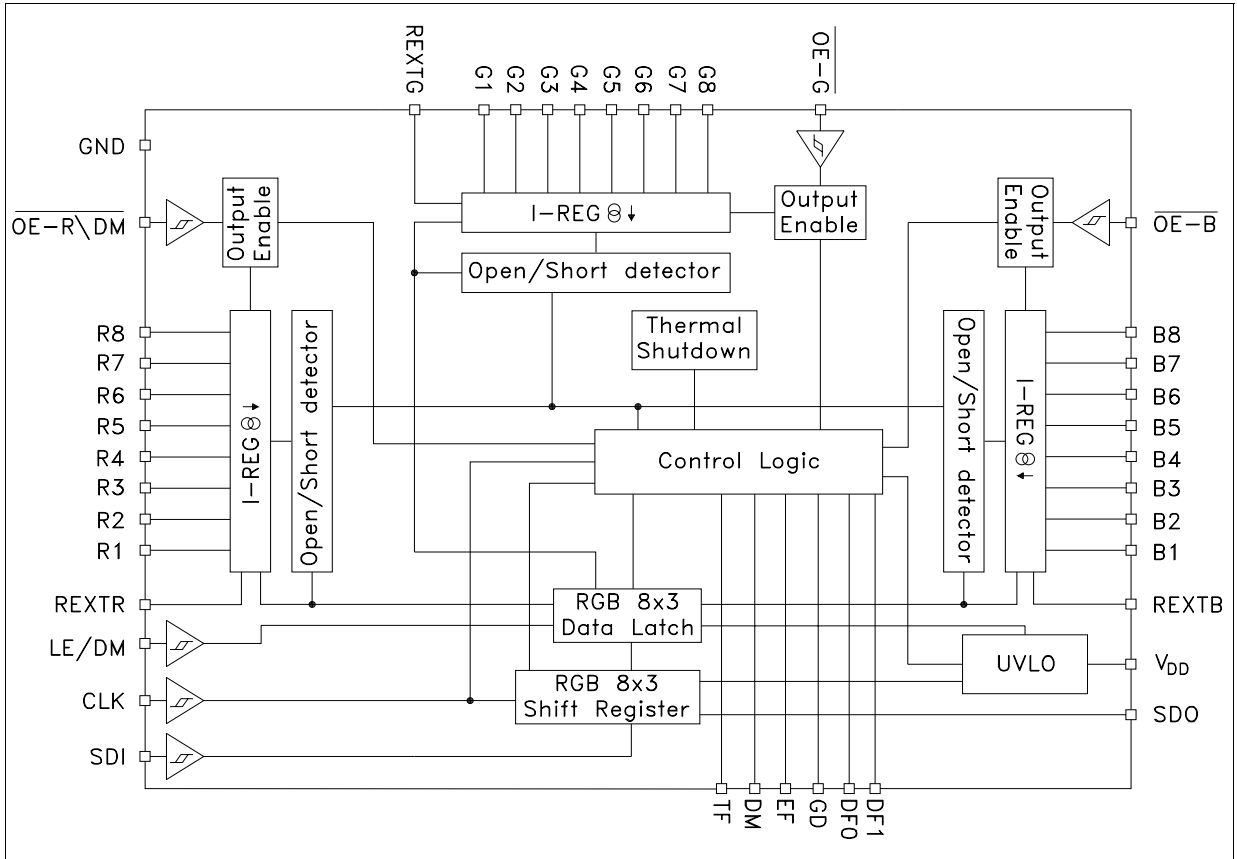 REXTG
G1
G2
G3
G4
G5
G6
G7
G8
OE-G
GND
OE-R\DM
Output
Enable
I-REG
Output
Enable
Output
Enable
OE-B
Open/Short detector
R8
R7
R6
R5
R4
R3
R2
R1
I-REG
Open/Short detector
Thermal
Shutdown
Open/Short detector
I-REG
B8
B7
B6
B5
B4
B3
B2
B1
Control Logic
REXTR
RGB 8x3
Data Latch
REXTB
LE/DM
UVLO
VDD
CLK
RGB 8x3
Shift Register
SDO
SDI
TF
DM
EF
GD
DF0
DF1